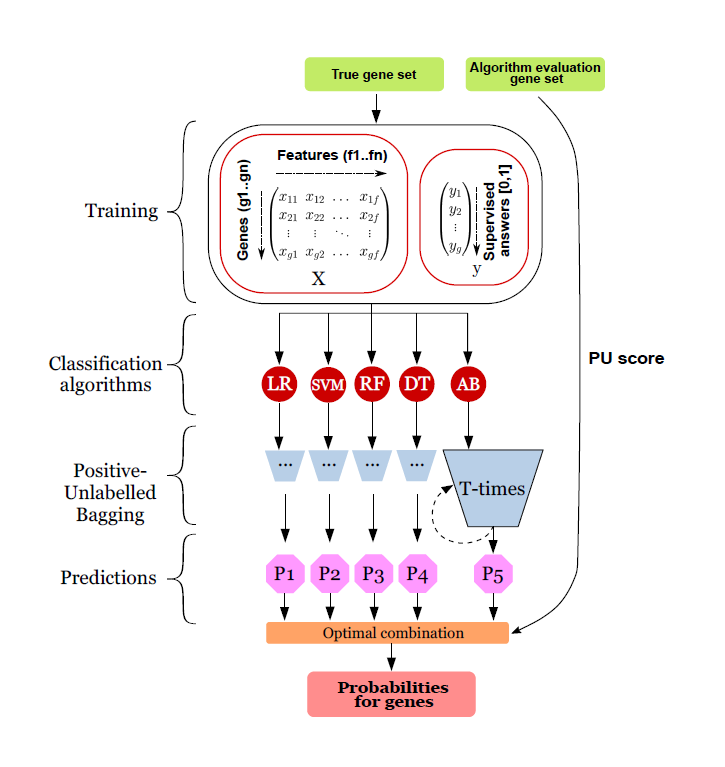 True gene set
Algorithm evaluation
gene set
Training
Features (f1..fn)
Genes (g1..gn)
x11 x12 ... x1f
x21 x22 ... x2f
⋮ ⋮ ⋱ ⋮
xg1 xg2 ... xgf
X
y1
y2
⋮
yg
y
Supervised
answers [0,1]
PU score
Classification
algorithms
LR SVM RF DT AB
Positive-
Unlabelled
Bagging
... ... ... ...
T-times
Predictions
P1 P2 P3 P4 P5
Optimal combination
Probabilities
for genes